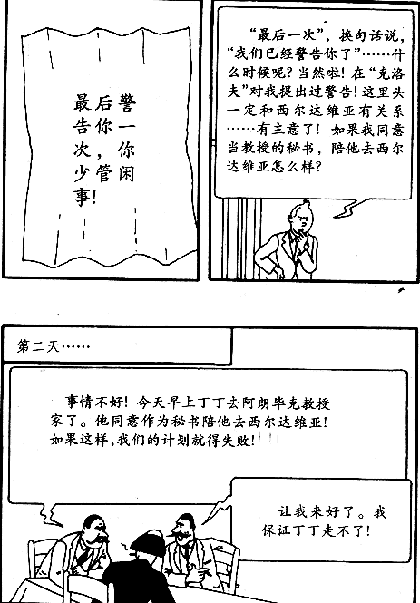 最后警
告你一
次，你
少管闲
事!
“最后一次”，换句话说，
“我们已经警告你了”……什
么时候呢？当然啦！在“克洛
夫”对我提出过警告！这里头
一定和西尔达维亚有关系
……有主意了！如果我同意
当教授的秘书，陪他去西尔
达维亚怎么样？
第二天……
事情不好！今天早上丁丁去阿朗毕克教授
家了。他同意作为秘书陪他去西尔达维亚！
如果这样，我们的计划就得失败！
让我来好了。我
保证丁丁走不了！